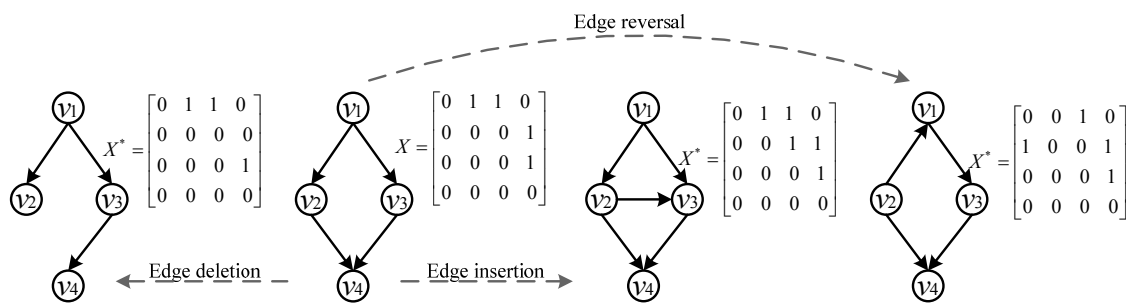 Edge reversal
v1
v2
v3
v4
X* = [0 1 1 0
0 0 0 0
0 0 0 1
0 0 0 0]
Edge deletion
v1
v2
v3
v4
X = [0 1 1 0
0 0 0 1
0 0 0 1
0 0 0 0]
Edge insertion
v1
v2
v3
v4
X* = [0 1 1 0
0 0 1 1
0 0 0 1
0 0 0 0]
v1
v2
v3
v4
X* = [0 0 1 0
1 0 0 1
0 0 0 1
0 0 0 0]